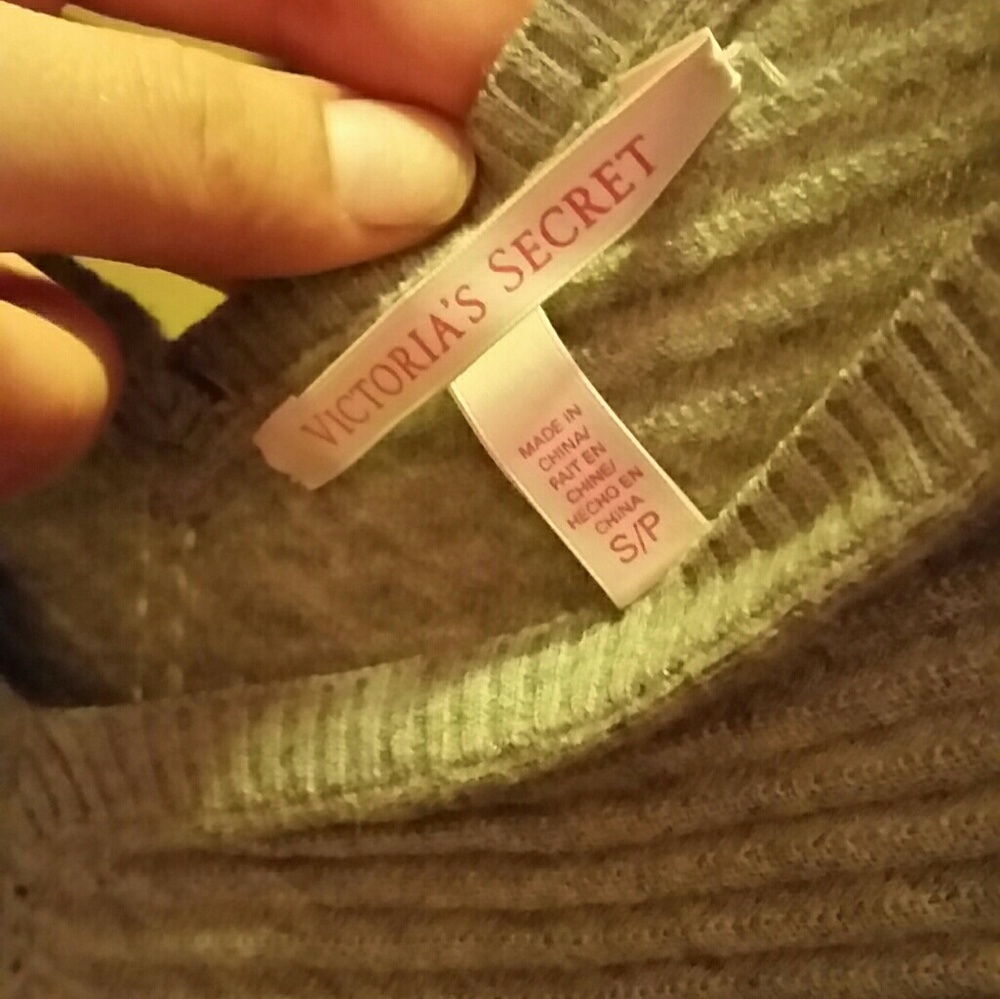 VICTORIA'S SECRET
MADE IN
CHINA/
FAIT EN
CHINE/
HECHO EN
CHINA
S/P